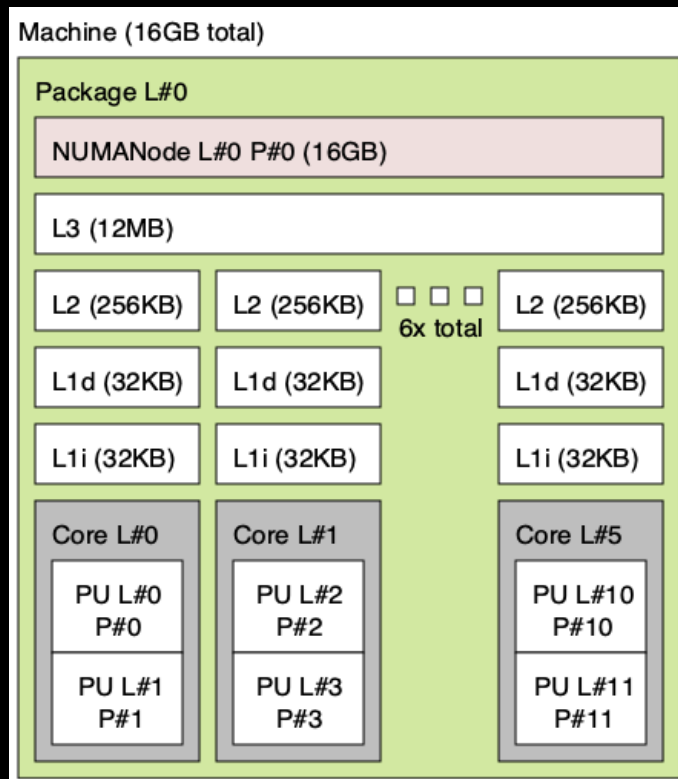 Machine (16GB total)
Package L#0
NUMANode L#0 P#0 (16GB)
L3 (12MB)
L2 (256KB) L2 (256KB) L2 (256KB)
6x total
L1d (32KB) L1d (32KB) L1d (32KB)
L1i (32KB) L1i (32KB) L1i (32KB)
Core L#0 Core L#1 Core L#5
PU L#0 PU L#2 PU L#10
P#0 P#2 P#10
PU L#1 PU L#3 PU L#11
P#1 P#3 P#11